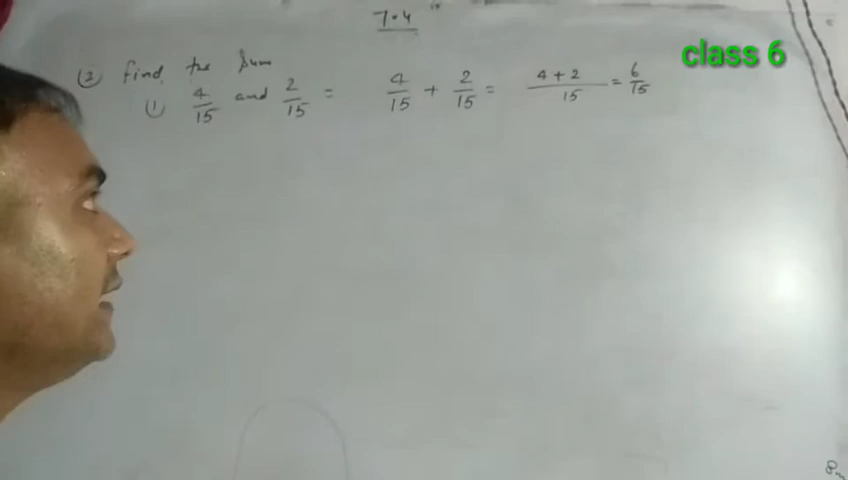 7.4
class 6
② find the sum
① 4/15 and 2/15 = 4/15 + 2/15 = 4+2/15 = 6/15